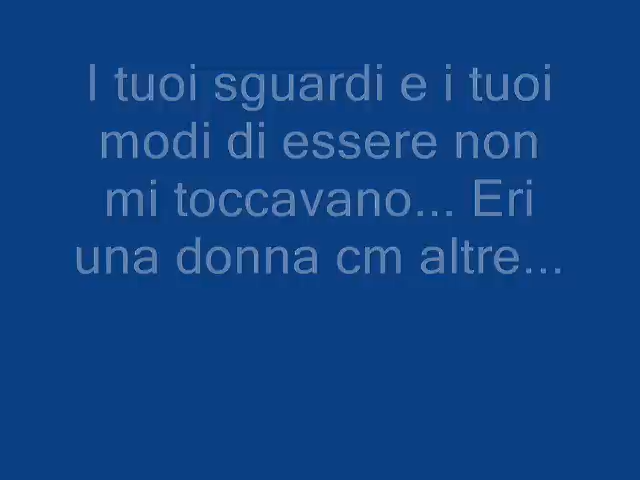 I tuoi sguardi e i tuoi
modi di essere non
mi toccavano... Eri
una donna cm altre...